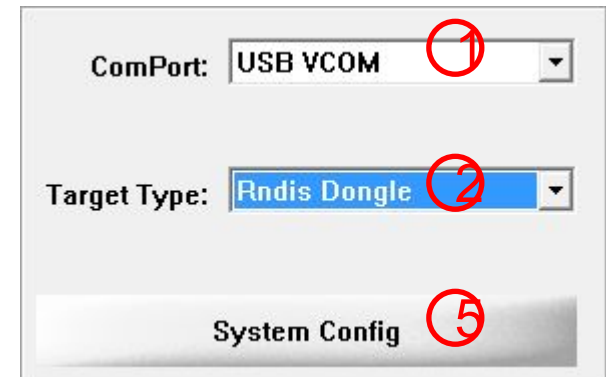 ComPort: USB VCOM 1
Target Type: Rndis Dongle 2
System Config 5